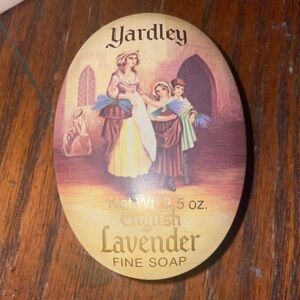 Yardley
Net Wt. 3.5 oz.
English
Lavender
FINE SOAP